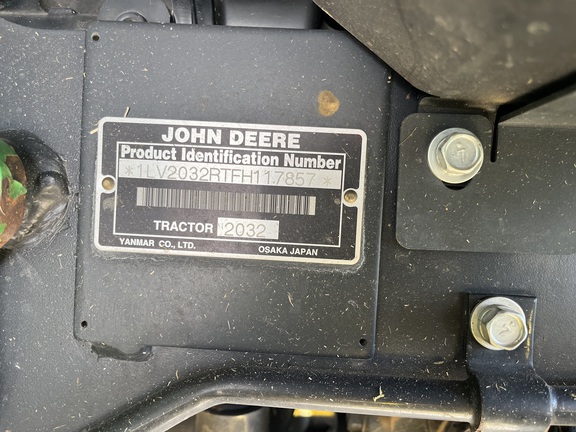 JOHN DEERE
Product Identification Number
*1LV2032RTFH117857*
TRACTOR 2032
YANMAR CO., LTD. OSAKA JAPAN